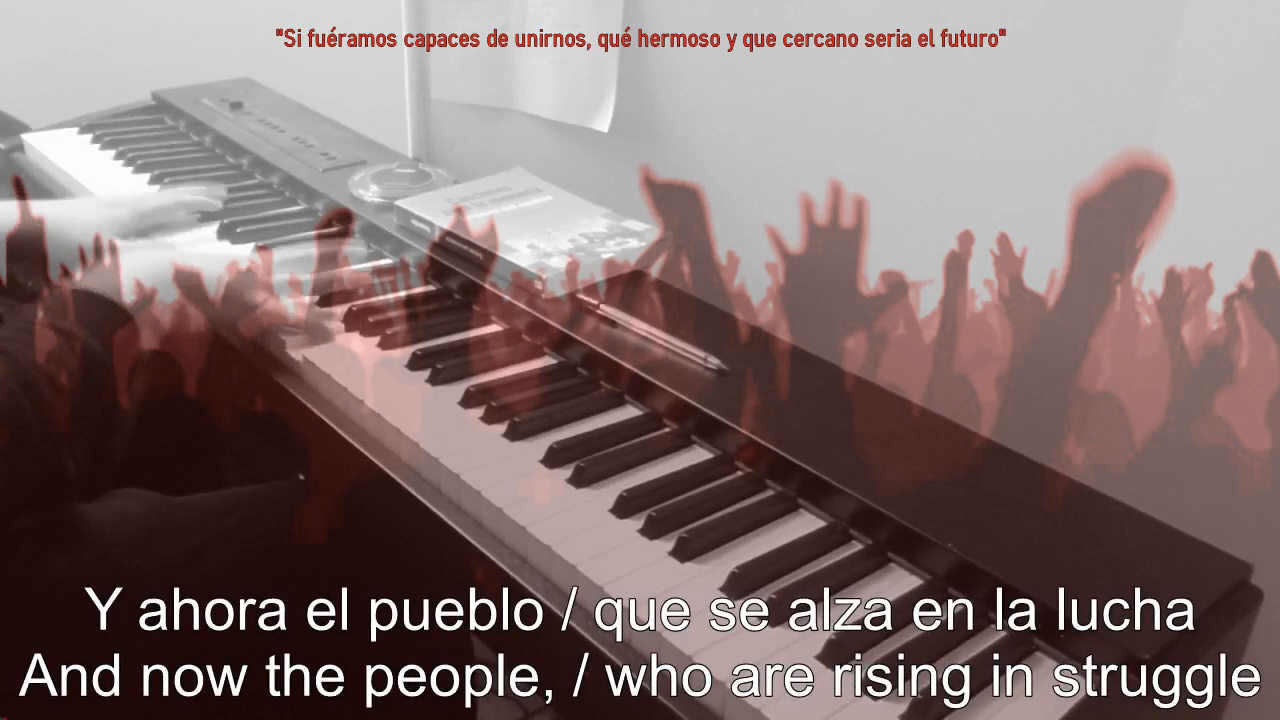 "Si fuéramos capaces de unirnos, qué hermoso y que cercano seria el futuro"
Y ahora el pueblo / que se alza en la lucha
And now the people, / who are rising in struggle